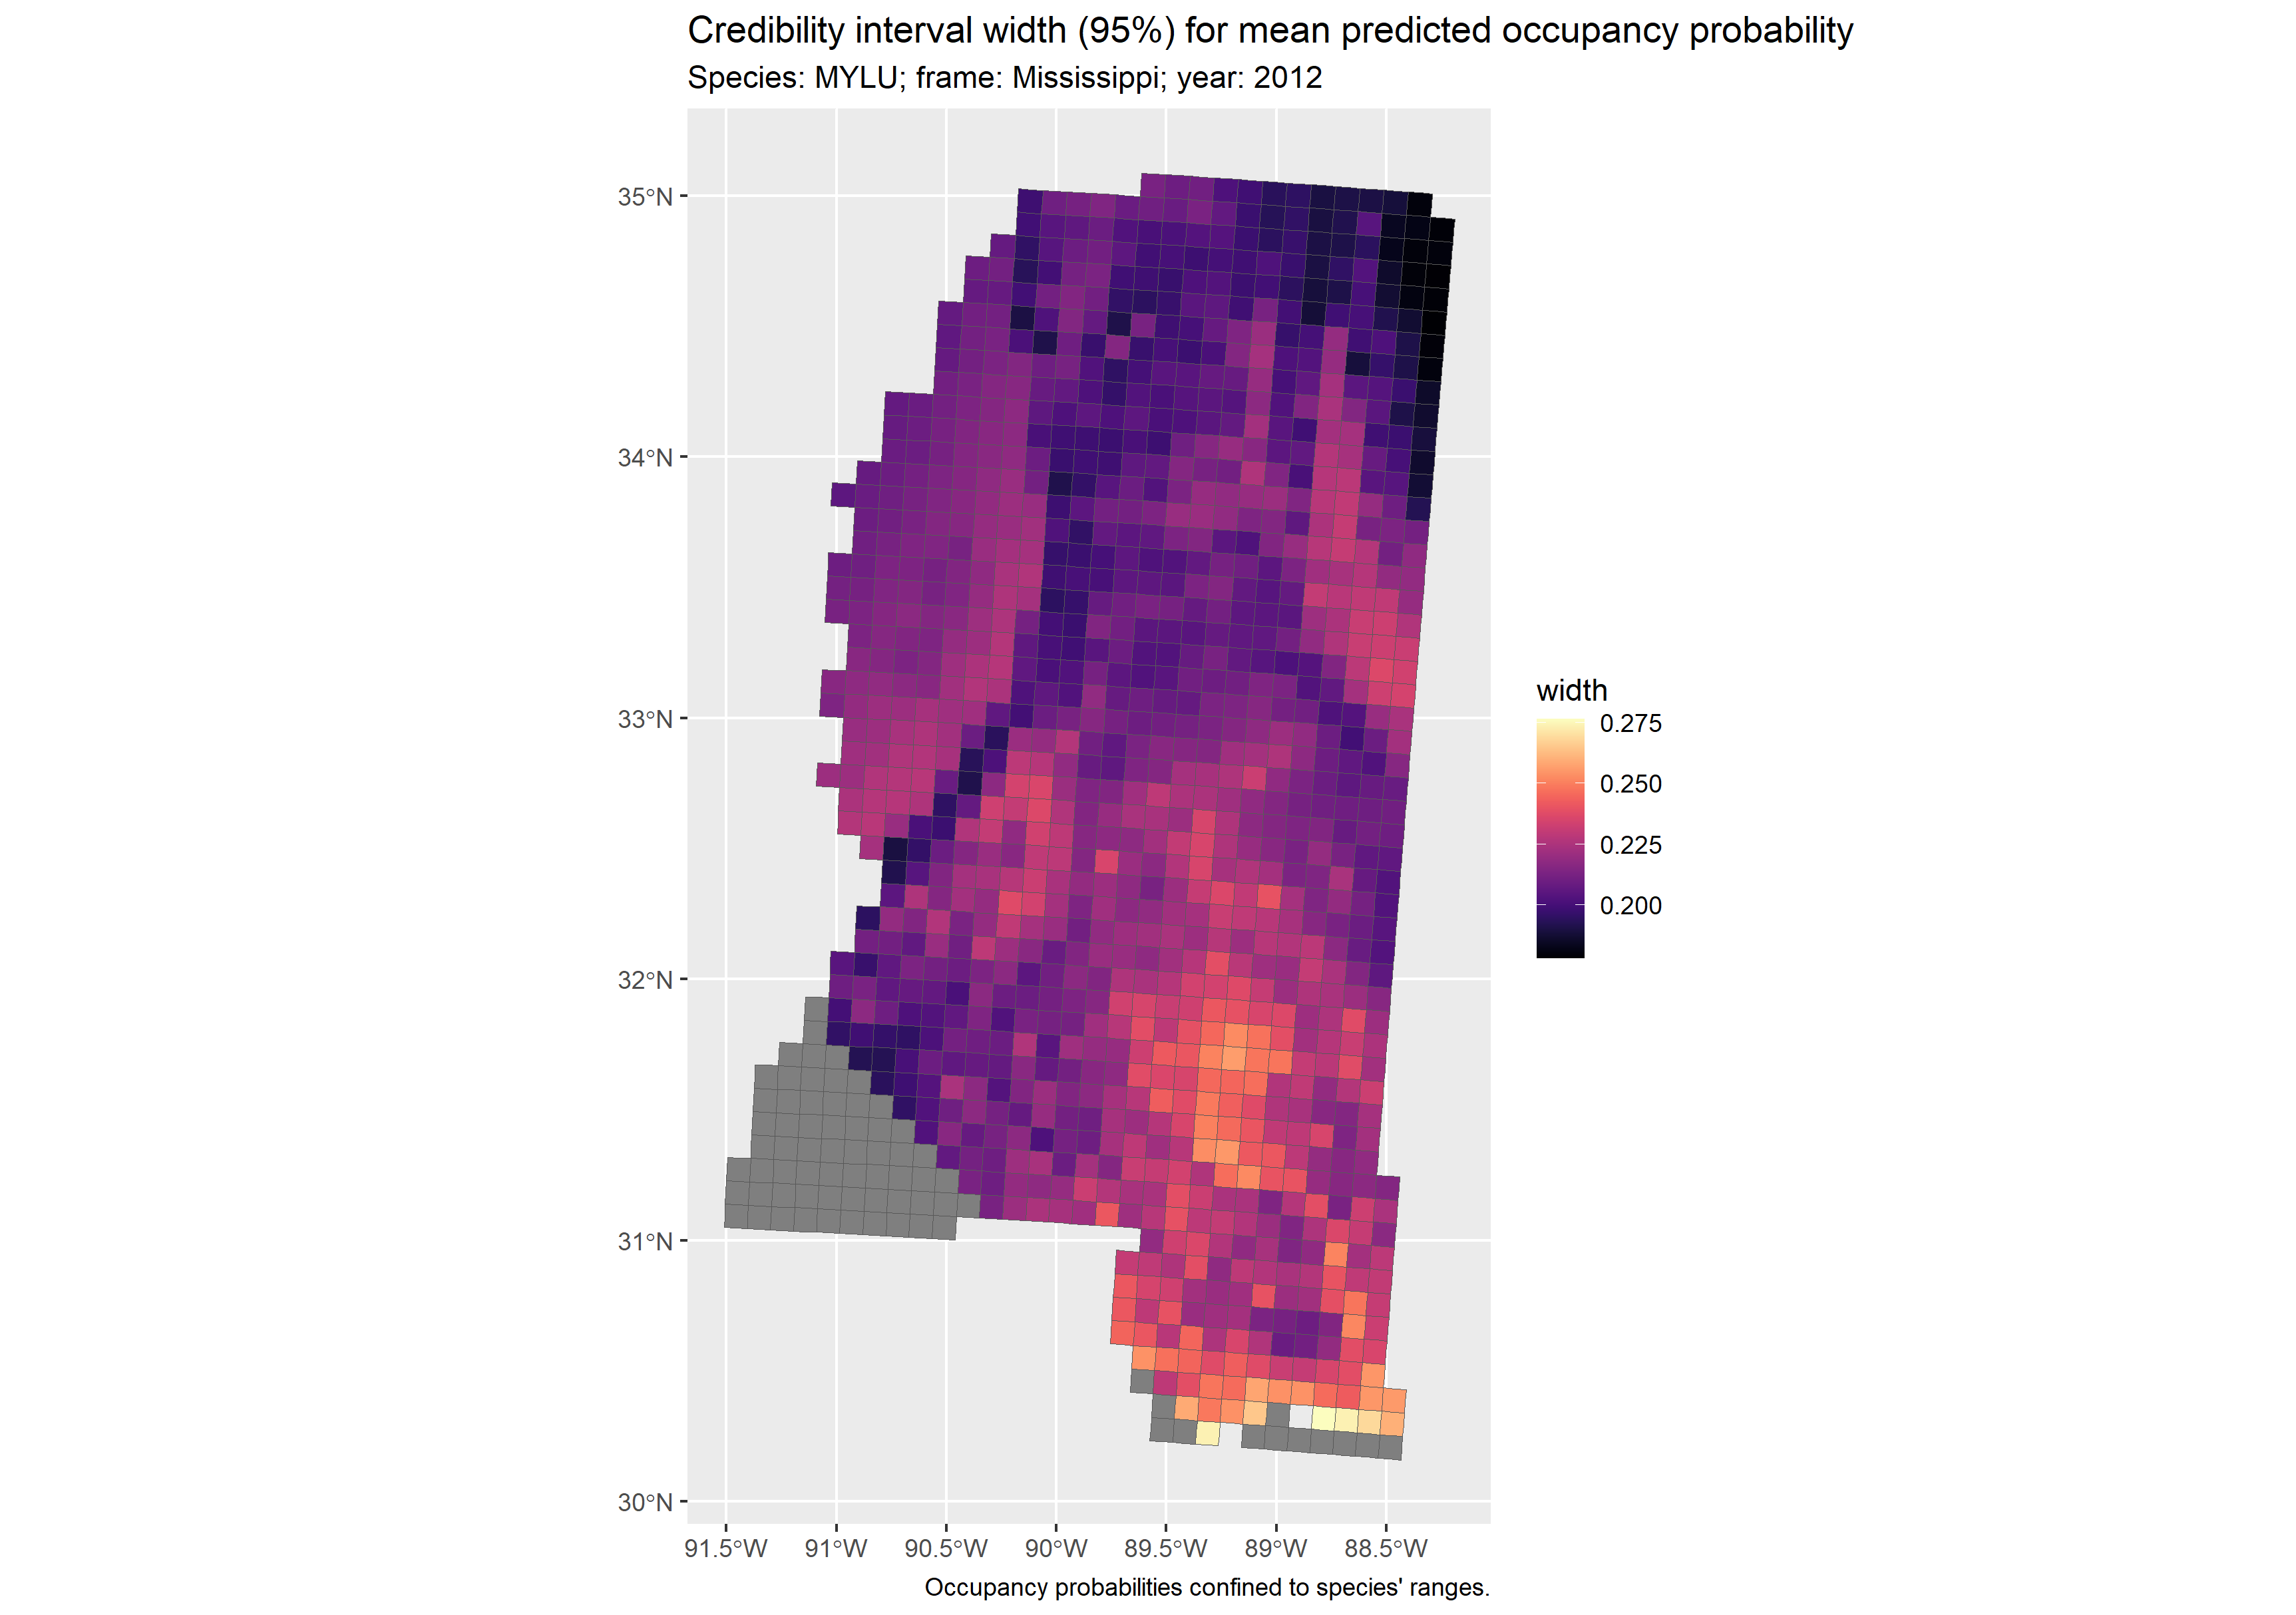 Credibility interval width (95%) for mean predicted occupancy probability
Species: MYLU; frame: Mississippi; year: 2012
35°N
34°N
33°N
32°N
31°N
30°N
91.5°W
91°W
90.5°W
90°W
89.5°W
89°W
88.5°W
width
0.275
0.250
0.225
0.200
Occupancy probabilities confined to species' ranges.